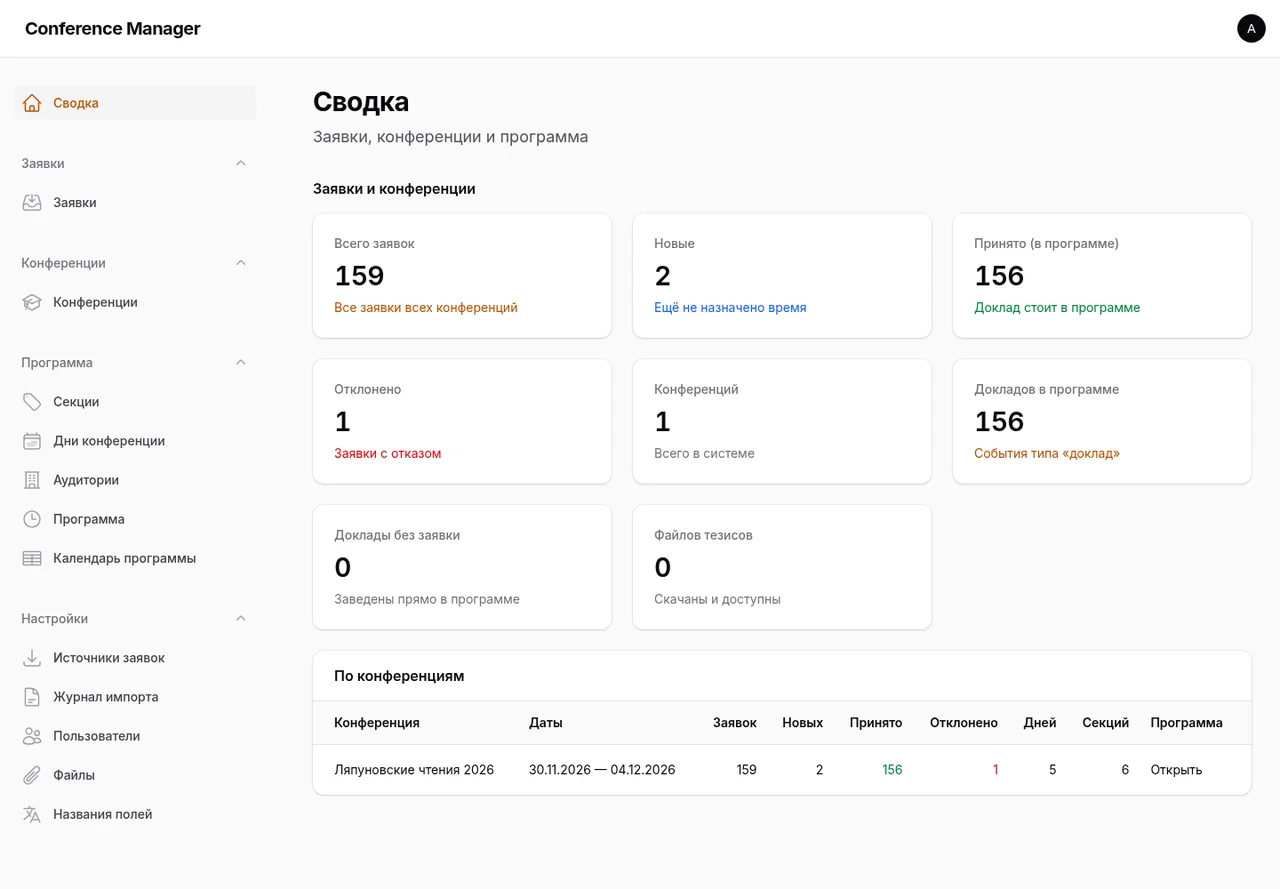 Conference Manager
A
Сводка
Заявки
Заявки
Конференции
Конференции
Программа
Секции
Дни конференции
Аудитории
Программа
Календарь программы
Настройки
Источники заявок
Журнал импорта
Пользователи
Файлы
Названия полей
Сводка
Заявки, конференции и программа
Заявки и конференции
Всего заявок
159
Все заявки всех конференций
Новые
2
Ещё не назначено время
Принято (в программе)
156
Доклад стоит в программе
Отклонено
1
Заявки с отказом
Конференций
1
Всего в системе
Докладов в программе
156
События типа «доклад»
Доклады без заявки
0
Заведены прямо в программе
Файлов тезисов
0
Скачаны и доступны
По конференциям
Конференция Даты Заявок Новых Принято Отклонено Дней Секций Программа
Ляпуновские чтения 2026 30.11.2026 — 04.12.2026 159 2 156 1 5 6 Открыть